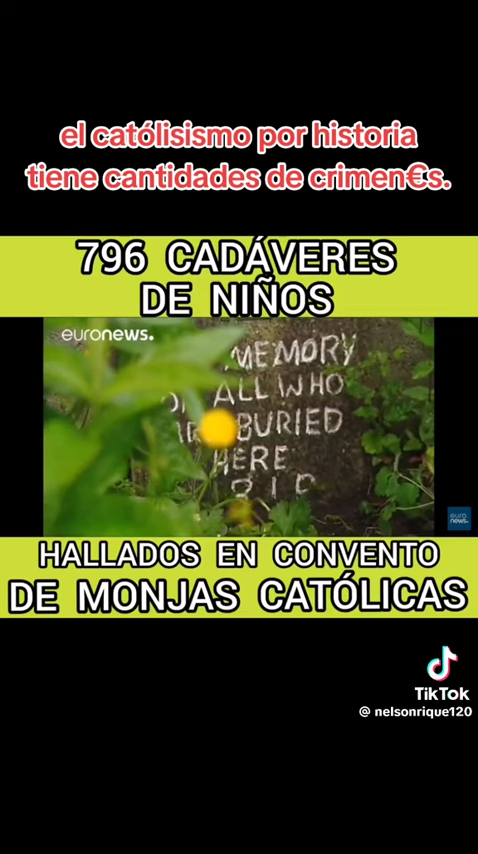 el católisismo por historia
tiene cantidades de crimen€s.
796 CADÁVERES
DE NIÑOS
euronews.
MEMORY
ALL WHO
BURIED
HERE
R I P
euro
news.
HALLADOS EN CONVENTO
DE MONJAS CATÓLICAS
TikTok
@ nelsonrique120